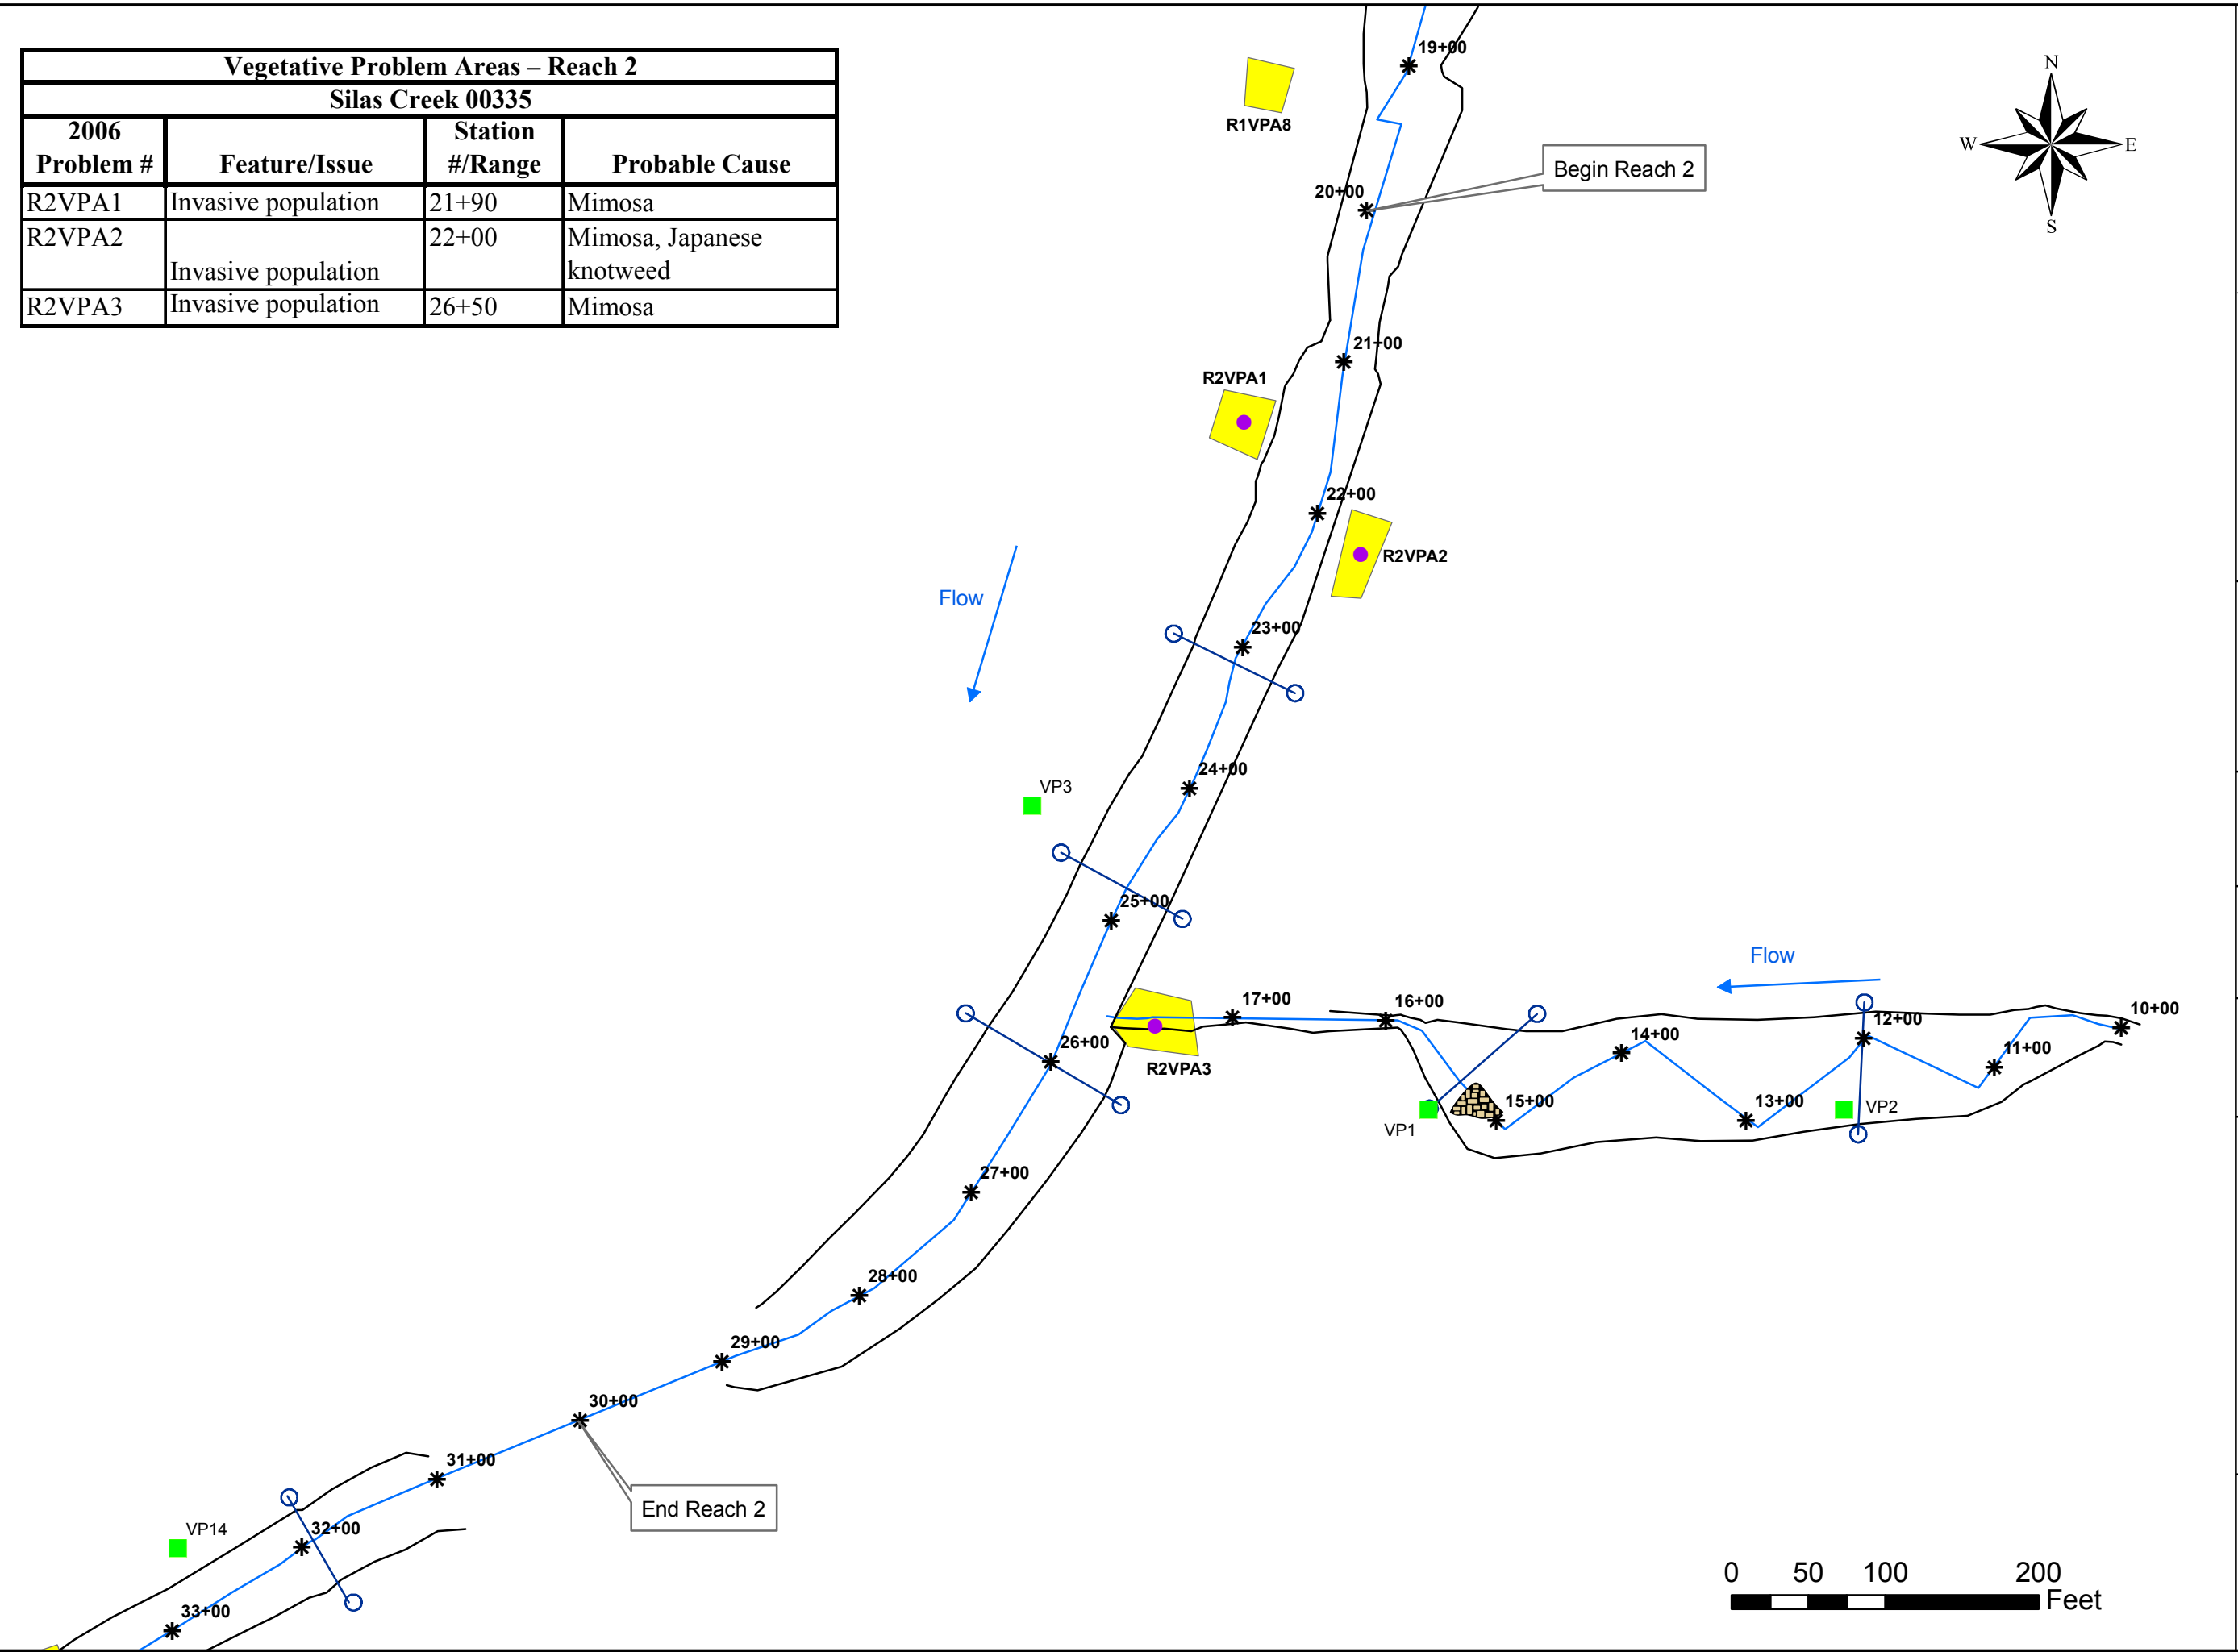 Vegetative Problem Areas – Reach 2
Silas Creek 00335
2006 Problem # Feature/Issue Station #/Range Probable Cause
R2VPA1 Invasive population 21+90 Mimosa
R2VPA2 Invasive population 22+00 Mimosa, Japanese knotweed
R2VPA3 Invasive population 26+50 Mimosa
19+00
N
W E
S
R1VPA8
Begin Reach 2
20+00
21+00
R2VPA1
22+00
R2VPA2
Flow
23+00
24+00
VP3
25+00
Flow
17+00
16+00
10+00
12+00
14+00
11+00
26+00
R2VPA3
15+00
13+00
VP2
VP1
27+00
28+00
29+00
30+00
31+00
End Reach 2
VP14
32+00
33+00
0 50 100 200
Feet